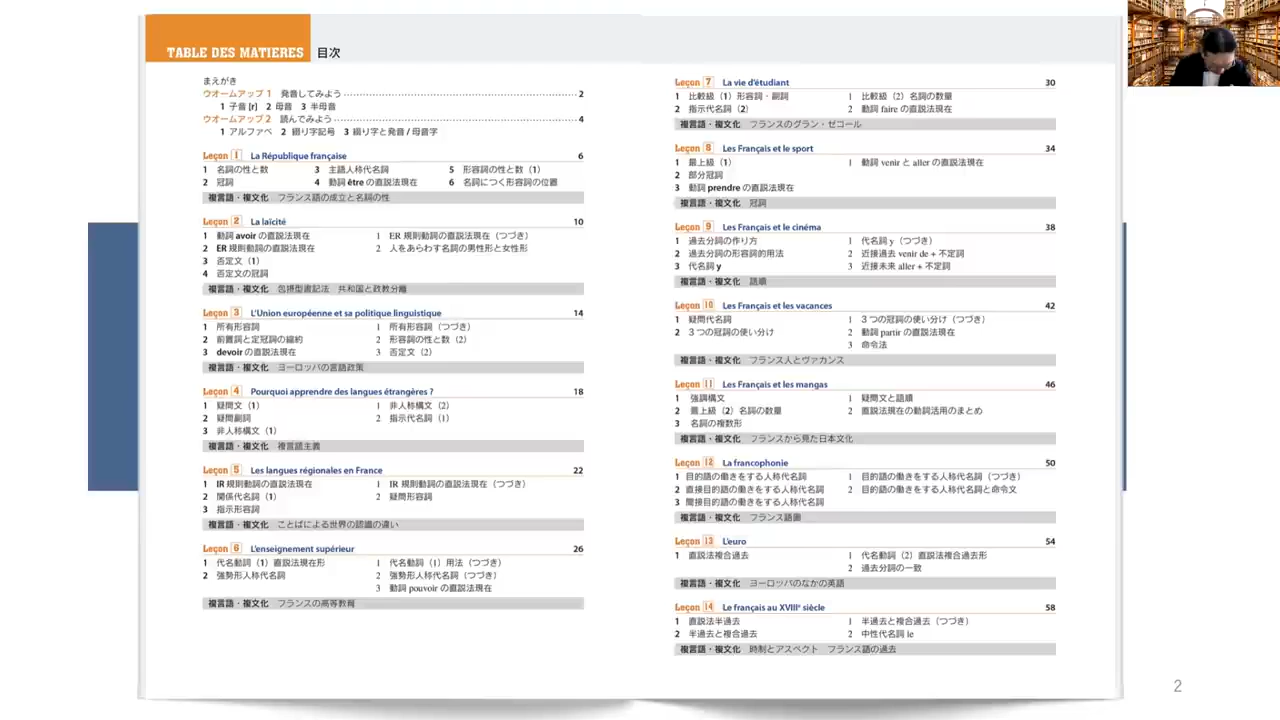 TABLE DES MATIERES 目次
まえがき
ウオームアップ 1 発音してみよう 2
1 子音 [r] 2 母音 3 半母音
ウオームアップ 2 読んでみよう 4
1 アルファベ 2 綴り字記号 3 綴り字と発音 / 母音字
Leçon 1 La République française 6
1 名詞の性と数 3 主語人称代名詞 5 形容詞の性と数（1）
2 冠詞 4 動詞 être の直説法現在 6 名詞につく形容詞の位置
複言語・複文化 フランス語の成立と名詞の性
Leçon 2 La laïcité 10
1 動詞 avoir の直説法現在 1 ER 規則動詞の直説法現在（つづき）
2 ER 規則動詞の直説法現在 2 人をあらわす名詞の男性形と女性形
3 否定文（1）
4 否定文の冠詞
複言語・複文化 包摂型書記法 共和国と政教分離
Leçon 3 L'Union européenne et sa politique linguistique 14
1 所有形容詞 1 所有形容詞（つづき）
2 前置詞と定冠詞の縮約 2 形容詞の性と数（2）
3 devoir の直説法現在 3 否定文（2）
複言語・複文化 ヨーロッパの言語政策
Leçon 4 Pourquoi apprendre des langues étrangères ? 18
1 疑問文（1） 1 非人称構文（2）
2 疑問副詞 2 指示代名詞（1）
3 非人称構文（1）
複言語・複文化 複言語主義
Leçon 5 Les langues régionales en France 22
1 IR 規則動詞の直説法現在 1 IR 規則動詞の直説法現在（つづき）
2 関係代名詞（1） 2 疑問形容詞
3 指示形容詞
複言語・複文化 ことばによる世界の認識の違い
Leçon 6 L'enseignement supérieur 26
1 代名動詞（1）直説法現在形 1 代名動詞（1）用法（つづき）
2 強勢形人称代名詞 2 強勢形人称代名詞（つづき）
3 動詞 pouvoir の直説法現在
複言語・複文化 フランスの高等教育
Leçon 7 La vie d'étudiant 30
1 比較級（1）形容詞・副詞 1 比較級（2）名詞の数量
2 指示代名詞（2） 2 動詞 faire の直説法現在
複言語・複文化 フランスのグラン・ゼコール
Leçon 8 Les Français et le sport 34
1 最上級（1） 1 動詞 venir と aller の直説法現在
2 部分冠詞
3 動詞 prendre の直説法現在
複言語・複文化 冠詞
Leçon 9 Les Français et le cinéma 38
1 過去分詞の作り方 1 代名詞 y（つづき）
2 過去分詞の形容詞的用法 2 近接過去 venir de + 不定詞
3 代名詞 y 3 近接未来 aller + 不定詞
複言語・複文化 語順
Leçon 10 Les Français et les vacances 42
1 疑問代名詞 1 3 つの冠詞の使い分け（つづき）
2 3 つの冠詞の使い分け 2 動詞 partir の直説法現在
3 命令法
複言語・複文化 フランス人とヴァカンス
Leçon 11 Les Français et les mangas 46
1 強調構文 1 疑問文と語順
2 最上級（2）名詞の数量 2 直説法現在の動詞活用のまとめ
3 名詞の複数形
複言語・複文化 フランスから見た日本文化
Leçon 12 La francophonie 50
1 目的語の働きをする人称代名詞 1 目的語の働きをする人称代名詞（つづき）
2 直接目的語の働きをする人称代名詞 2 目的語の働きをする人称代名詞と命令文
3 間接目的語の働きをする人称代名詞
複言語・複文化 フランス語圏
Leçon 13 L'euro 54
1 直説法複合過去 1 代名動詞（2）直説法複合過去形
2 過去分詞の一致
複言語・複文化 ヨーロッパのなかの英語
Leçon 14 Le français au XVIIIᵉ siècle 58
1 直説法半過去 1 半過去と複合過去（つづき）
2 半過去と複合過去 2 中性代名詞 le
複言語・複文化 時制とアスペクト フランス語の過去
2